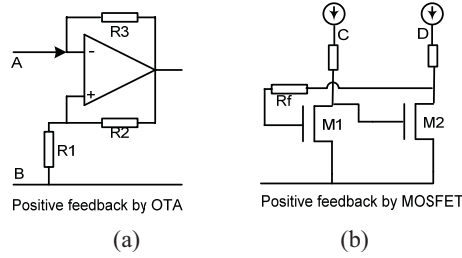 R3
A
-
+
R2
R1
B
Positive feedback by OTA
(a)
C
D
Rf
M1
M2
Positive feedback by MOSFET
(b)